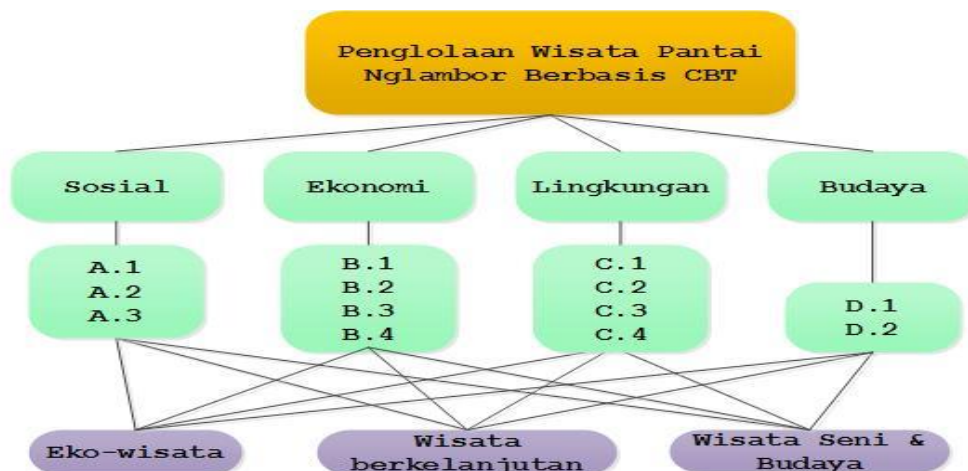 Penglolaan Wisata Pantai
Nglambor Berbasis CBT
Sosial
Ekonomi
Lingkungan
Budaya
A.1
A.2
A.3
B.1
B.2
B.3
B.4
C.1
C.2
C.3
C.4
D.1
D.2
Eko-wisata
Wisata
berkelanjutan
Wisata Seni &
Budaya